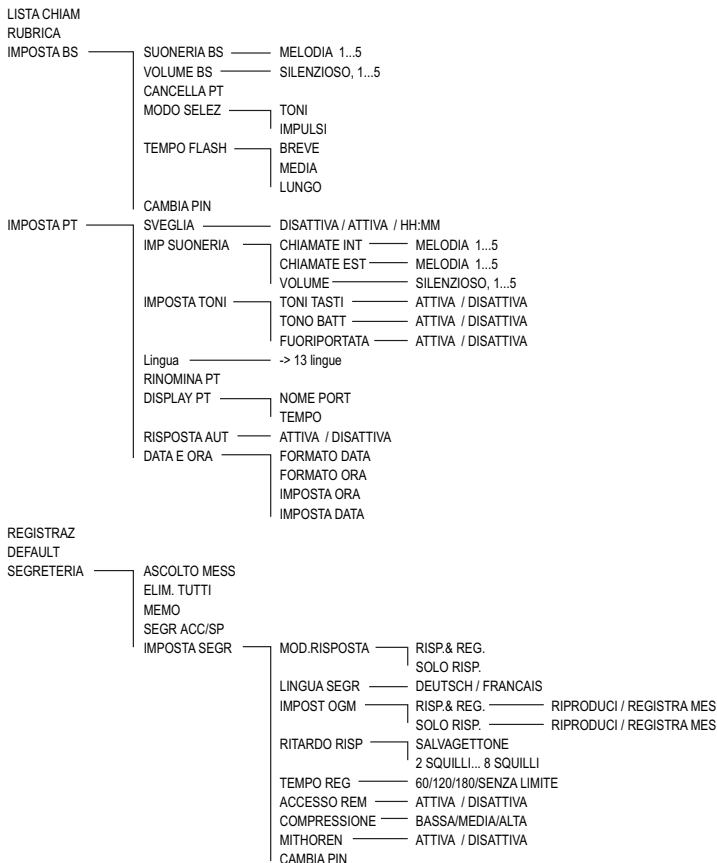 LISTA CHIAM
RUBRICA
IMPOSTA BS SUONERIA BS MELODIA 1...5
VOLUME BS SILENZIOSO, 1...5
CANCELLA PT
MODO SELEZ TONI
IMPULSI
TEMPO FLASH BREVE
MEDIA
LUNGO
CAMBIA PIN
IMPOSTA PT SVEGLIA DISATTIVA / ATTIVA / HH:MM
IMP SUONERIA CHIAMATE INT MELODIA 1...5
CHIAMATE EST MELODIA 1...5
VOLUME SILENZIOSO, 1...5
IMPOSTA TONI TONI TASTI ATTIVA / DISATTIVA
TONO BATT ATTIVA / DISATTIVA
FUORIPORTATA ATTIVA / DISATTIVA
Lingua -> 13 lingue
RINOMINA PT
DISPLAY PT NOME PORT
TEMPO
RISPOSTA AUT ATTIVA / DISATTIVA
DATA E ORA FORMATO DATA
FORMATO ORA
IMPOSTA ORA
IMPOSTA DATA
REGISTRAZ
DEFAULT
SEGRETERIA ASCOLTO MESS
ELIM. TUTTI
MEMO
SEGR ACC/SP
IMPOSTA SEGR MOD.RISPOSTA RISP.& REG.
SOLO RISP.
LINGUA SEGR DEUTSCH / FRANCAIS
IMPOST OGM RISP.& REG. RIPRODUCI / REGISTRA MES
SOLO RISP. RIPRODUCI / REGISTRA MES
RITARDO RISP SALVAGETTONE
2 SQUILLI... 8 SQUILLI
TEMPO REG 60/120/180/SENZA LIMITE
ACCESSO REM ATTIVA / DISATTIVA
COMPRESSIONE BASSA/MEDIA/ALTA
MITHOREN ATTIVA / DISATTIVA
CAMBIA PIN